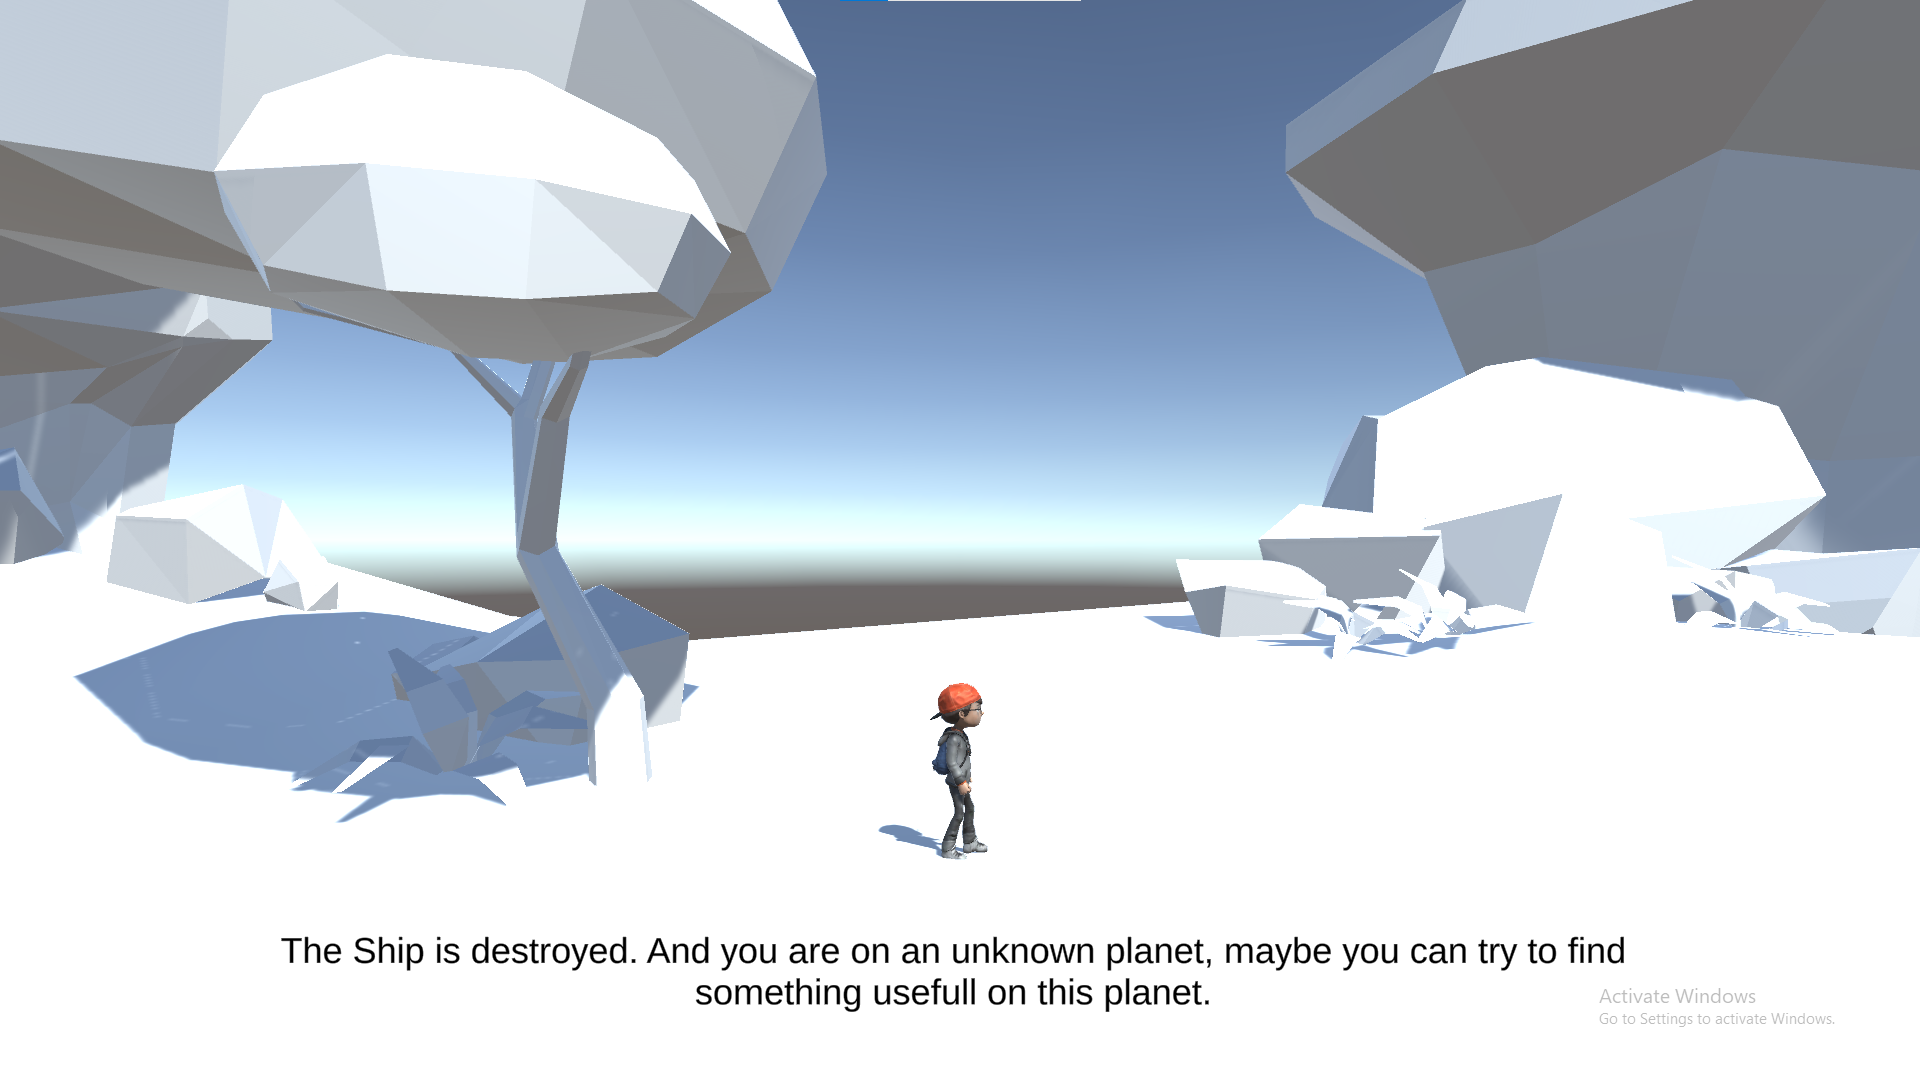 The Ship is destroyed. And you are on an unknown planet, maybe you can try to find
something usefull on this planet.
Activate Windows
Go to Settings to activate Windows.